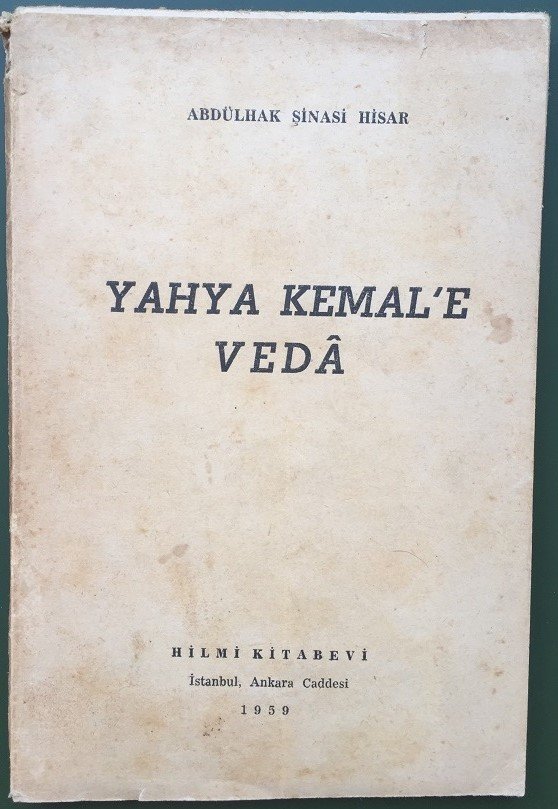 ABDÜLHAK ŞİNASİ HİSAR
YAHYA KEMAL'E
VEDÂ
HİLMİ KİTABEVİ
İstanbul, Ankara Caddesi
1959